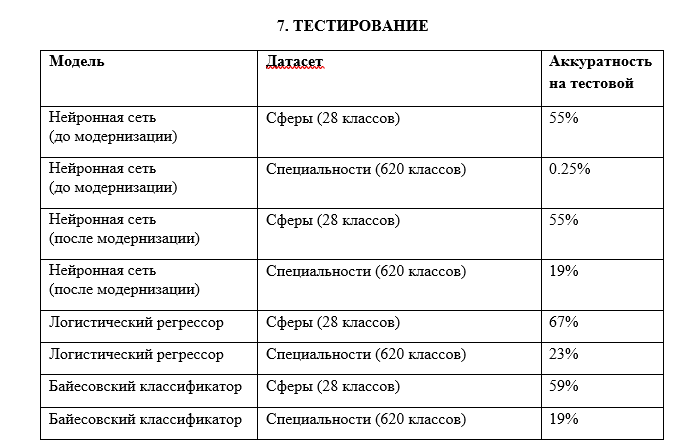 7. ТЕСТИРОВАНИЕ
Модель Датасет Аккуратность
на тестовой
Нейронная сеть Сферы (28 классов) 55%
(до модернизации)
Нейронная сеть Специальности (620 классов) 0.25%
(до модернизации)
Нейронная сеть Сферы (28 классов) 55%
(после модернизации)
Нейронная сеть Специальности (620 классов) 19%
(после модернизации)
Логистический регрессор Сферы (28 классов) 67%
Логистический регрессор Специальности (620 классов) 23%
Байесовский классификатор Сферы (28 классов) 59%
Байесовский классификатор Специальности (620 классов) 19%